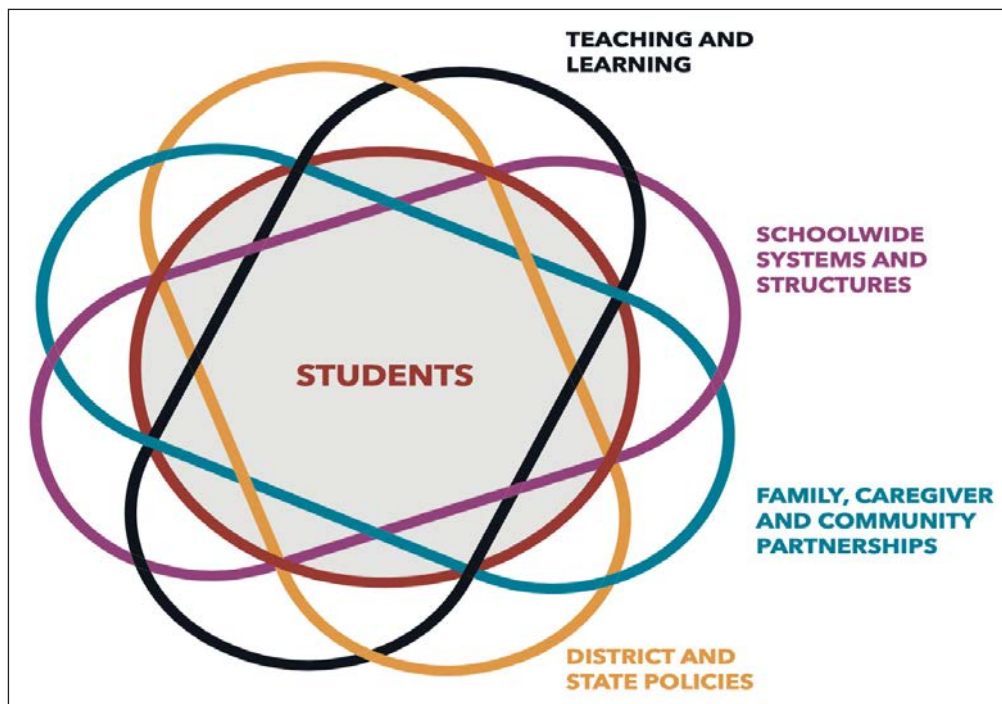 TEACHING AND
LEARNING
SCHOOLWIDE
SYSTEMS AND
STRUCTURES
STUDENTS
FAMILY, CAREGIVER
AND COMMUNITY
PARTNERSHIPS
DISTRICT AND
STATE POLICIES